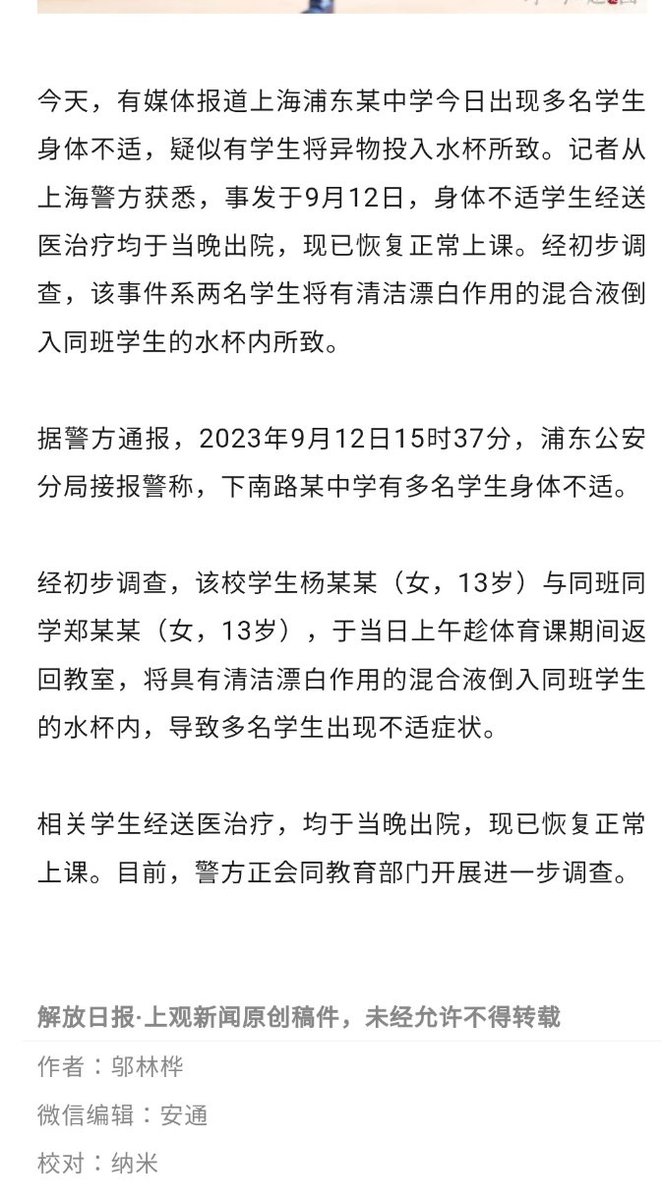 今天，有媒体报道上海浦东某中学今日出现多名学生
身体不适，疑似有学生将异物投入水杯所致。记者从
上海警方获悉，事发于9月12日，身体不适学生经送
医治疗均于当晚出院，现已恢复正常上课。经初步调
查，该事件系两名学生将有清洁漂白作用的混合液倒
入同班学生的水杯内所致。
据警方通报，2023年9月12日15时37分，浦东公安
分局接报警称，下南路某中学有多名学生身体不适。
经初步调查，该校学生杨某某（女，13岁）与同班同
学郑某某（女，13岁），于当日上午趁体育课期间返
回教室，将具有清洁漂白作用的混合液倒入同班学生
的水杯内，导致多名学生出现不适症状。
相关学生经送医治疗，均于当晚出院，现已恢复正常
上课。目前，警方正会同教育部门开展进一步调查。
解放日报·上观新闻原创稿件，未经允许不得转载
作者：邬林桦
微信编辑：安通
校对：纳米